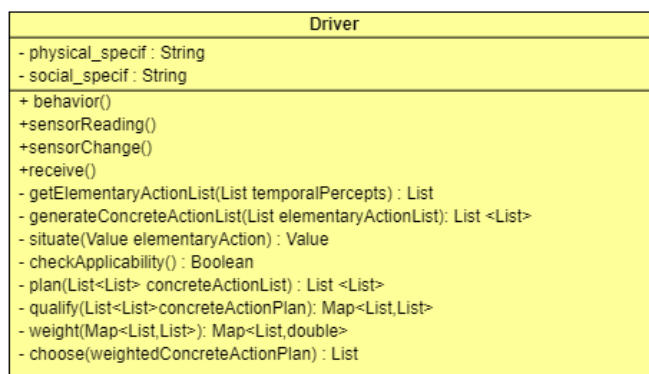 Driver
- physical_specif : String
- social_specif : String
+ behavior()
+sensorReading()
+sensorChange()
+receive()
- getElementaryActionList(List temporalPercepts) : List
- generateConcreteActionList(List elementaryActionList): List <List>
- situate(Value elementaryAction) : Value
- checkApplicability() : Boolean
- plan(List<List> concreteActionList) : List <List>
- qualify(List<List>concreteActionPlan): Map<List,List>
- weight(Map<List,List>): Map<List,double>
- choose(weightedConcreteActionPlan) : List